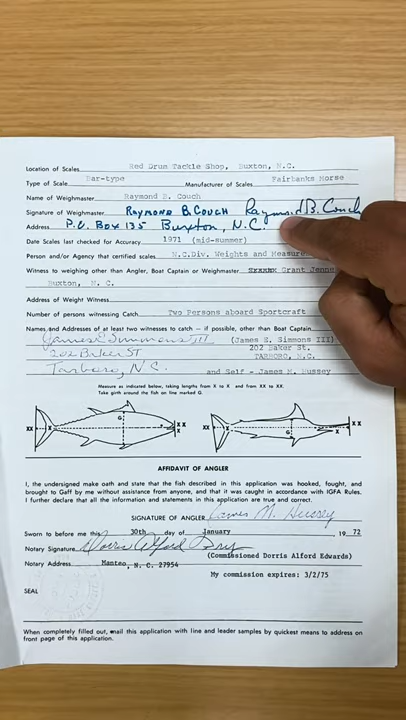 Location of Scales Red Drum Tackle Shop, Buxton, N.C.
Type of Scale Bar-type Manufacturer of Scales Fairbanks Morse
Name of Weighmaster Raymond B. Couch
Signature of Weighmaster RAYMOND B. COUCH Raymond B. Couch
Address P.O. BOX 135 Buxton, N.C.
Date Scales last checked for Accuracy 1971 (mid-summer)
Person and/or Agency that certified scales N.C.Div. Weights and Measure
Witness to weighing other than Angler, Boat Captain or Weighmaster Grant Jenne
Buxton, N. C.
Address of Weight Witness
Number of persons witnessing Catch Two Persons aboard Sportcraft
Names and Addresses of at least two witnesses to catch – if possible, other than Boat Captain
James E. Simmons III (James E. Simmons III)
202 Baker ST 202 Baker St.
Tarboro, N.C. TARBORO, N.C.
and Self - James M. Hussey
Measure as indicated below, taking lengths from X to X and from XX to XX.
Take girth around the fish on line marked G.
XX X G X XX XX X G X XX
AFFIDAVIT OF ANGLER
I, the undersigned make oath and state that the fish described in this application was hooked, fought, and
brought to Gaff by me without assistance from anyone, and that it was caught in accordance with IGFA Rules.
I further declare that all the information and statements in this application are true and correct.
SIGNATURE OF ANGLER James M. Hussey
Sworn to before me this 30th day of January 19 72
Notary Signature Dorris Alford
(Commissioned Dorris Alford Edwards)
Notary Address Manteo, N. C. 27954
My commission expires: 3/2/75
SEAL
When completely filled out, mail this application with line and leader samples by quickest means to address on
front page of this application.